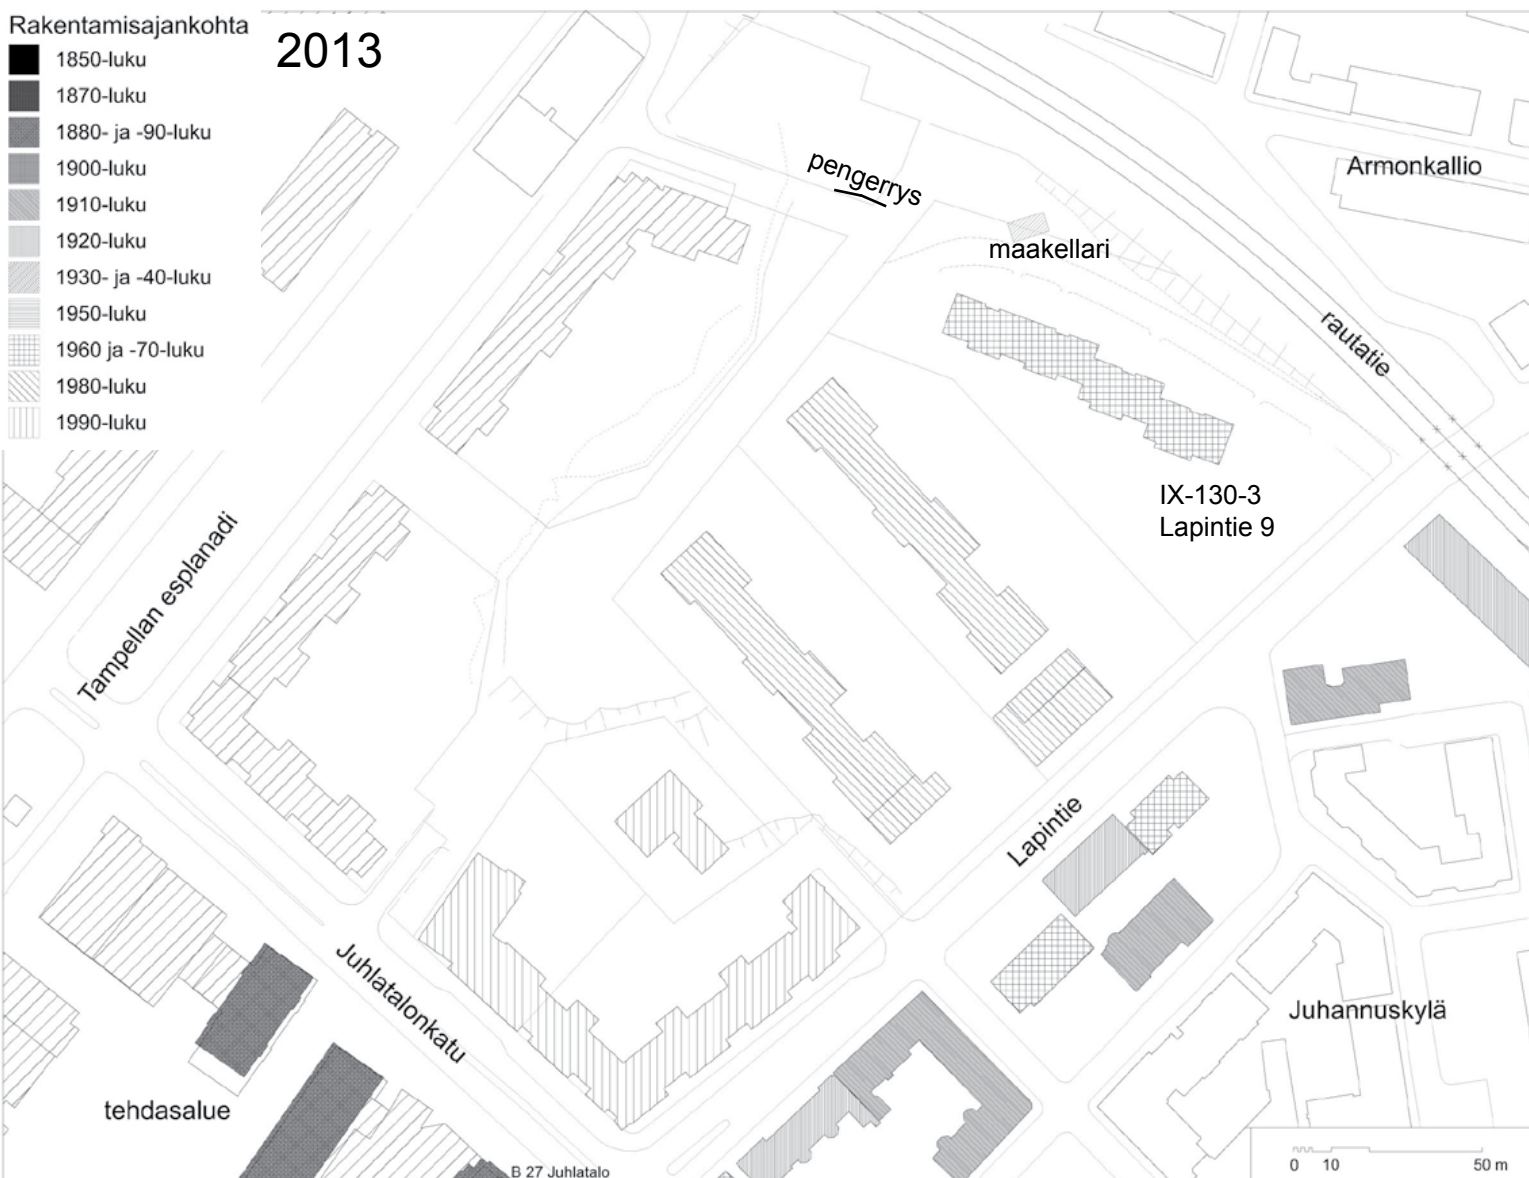 Rakentamisajankohta
1850-luku
1870-luku
1880- ja -90-luku
1900-luku
1910-luku
1920-luku
1930- ja -40-luku
1950-luku
1960 ja -70-luku
1980-luku
1990-luku
2013
pengerrys
Armonkallio
maakellari
rautatie
IX-130-3
Lapintie 9
Tampellan esplanadi
Lapintie
Juhlatalonkatu
Juhannuskylä
tehdasalue
B 27 Juhlatalo
0 10 50 m